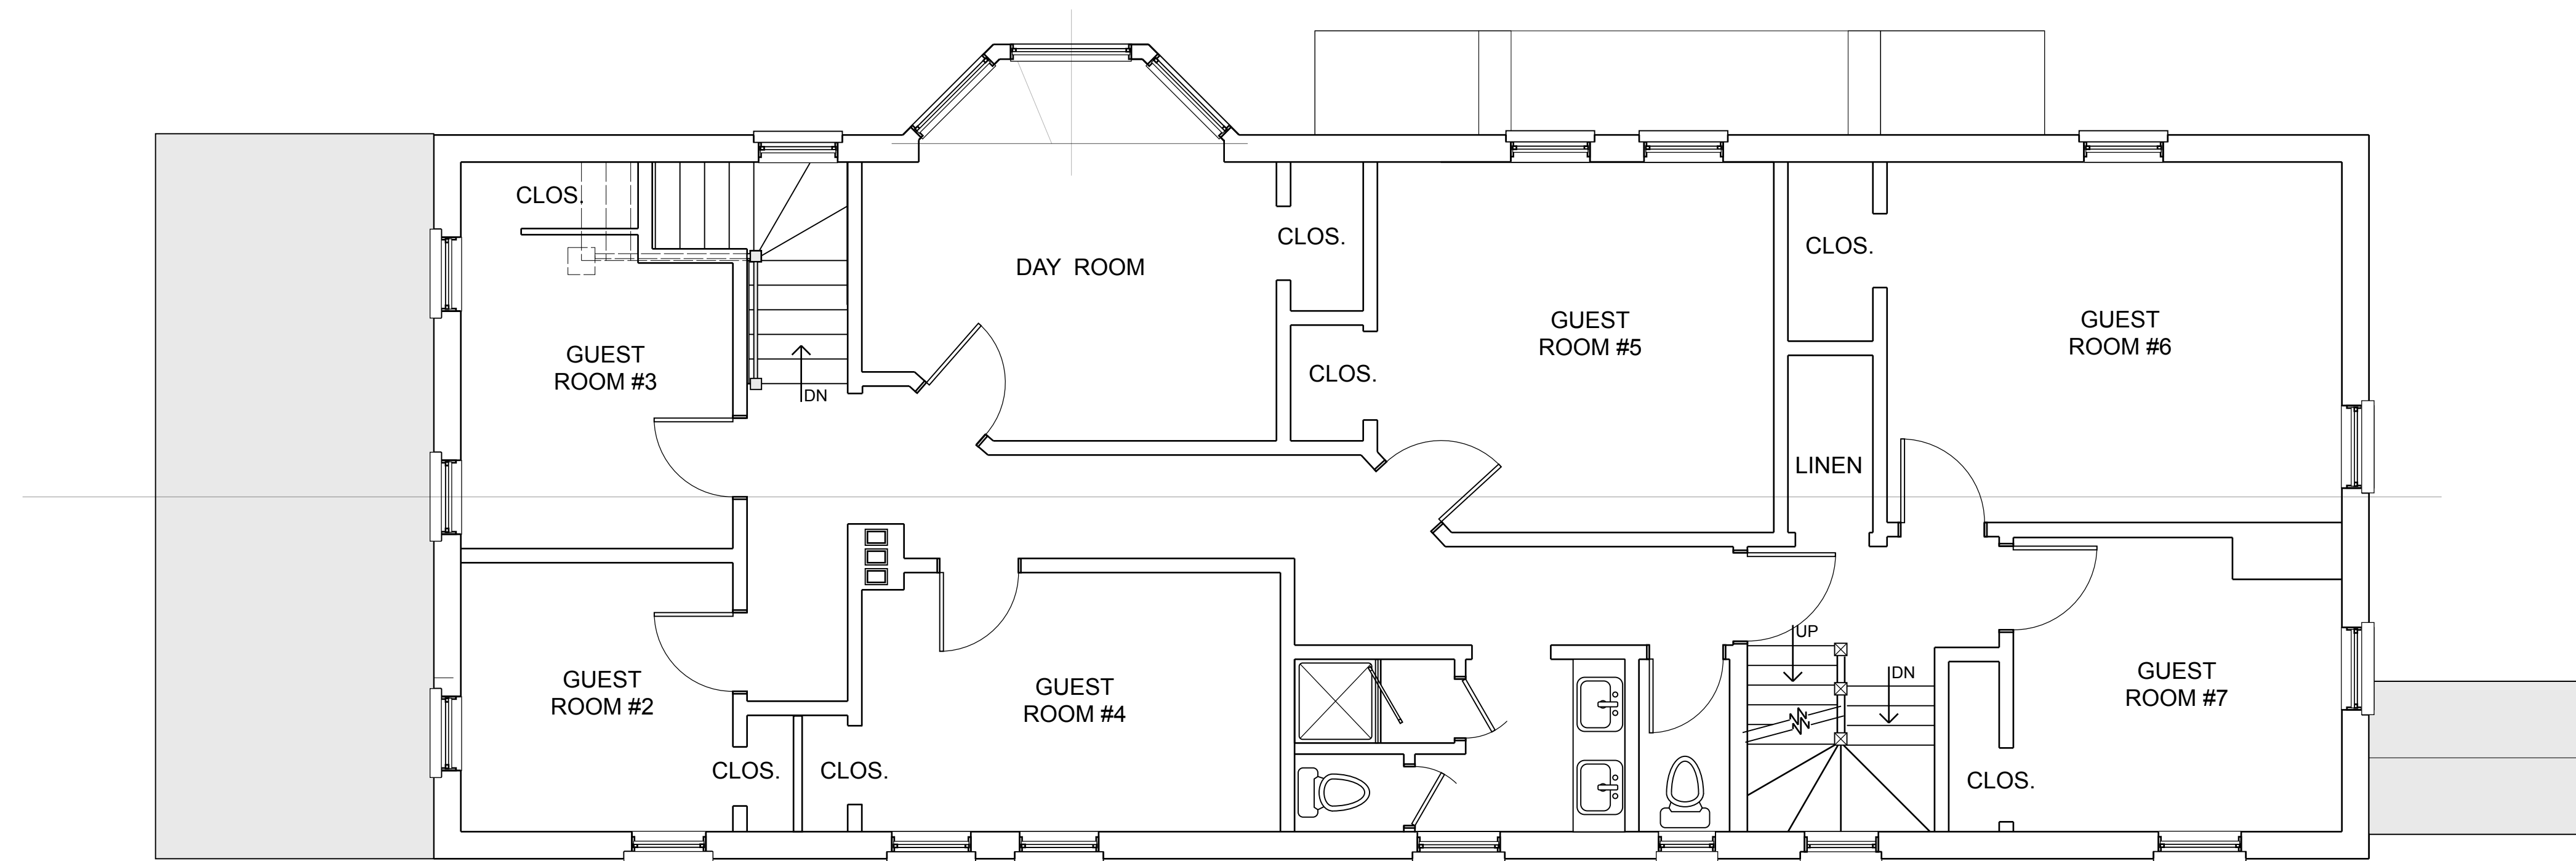 CLOS.
CLOS.
CLOS.
DAY ROOM
GUEST
ROOM #3
DN
CLOS.
GUEST
ROOM #5
GUEST
ROOM #6
LINEN
GUEST
ROOM #2
GUEST
ROOM #4
UP
DN
GUEST
ROOM #7
CLOS.
CLOS.
CLOS.